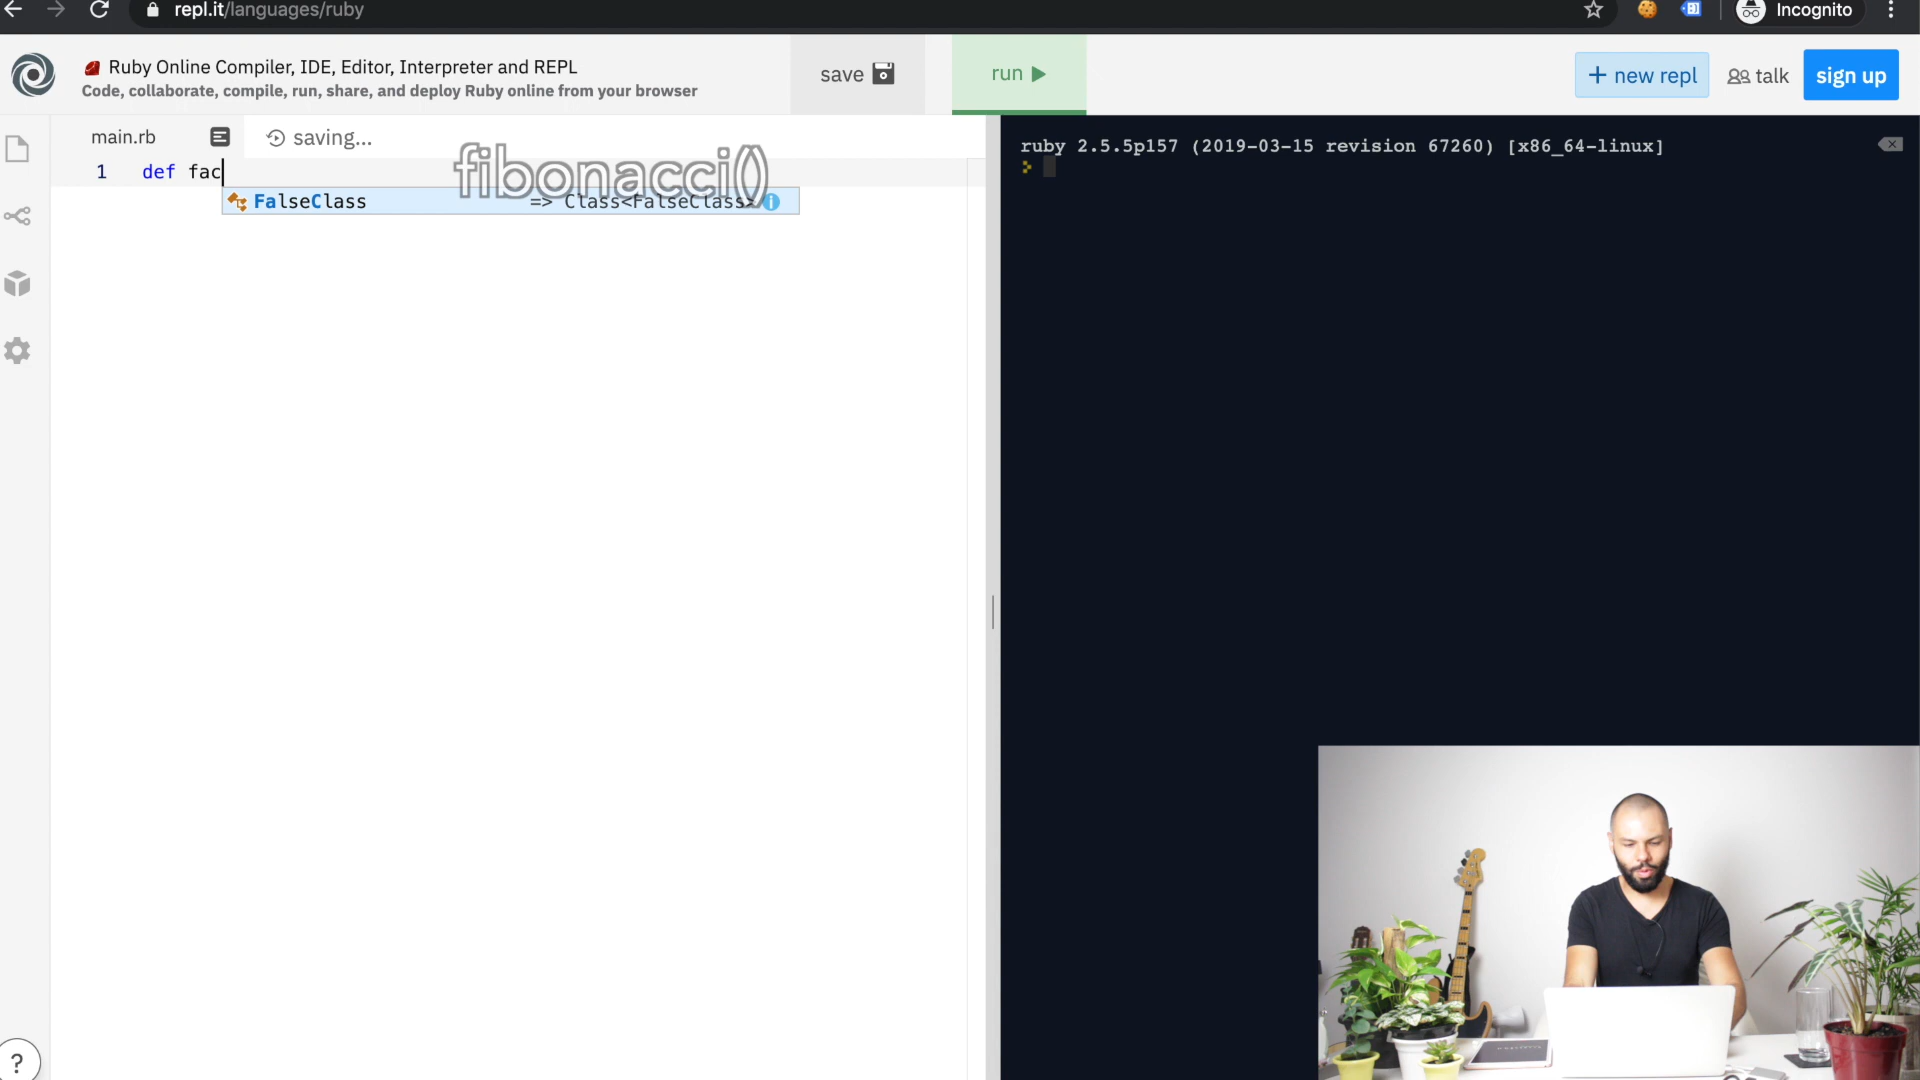 repl.it/languages/ruby
Incognito
Ruby Online Compiler, IDE, Editor, Interpreter and REPL
Code, collaborate, compile, run, share, and deploy Ruby online from your browser
save
run
+ new repl
talk
sign up
main.rb
saving...
fibonacci()
1 def fac
FalseClass => Class<FalseClass>
ruby 2.5.5p157 (2019-03-15 revision 67260) [x86_64-linux]
?